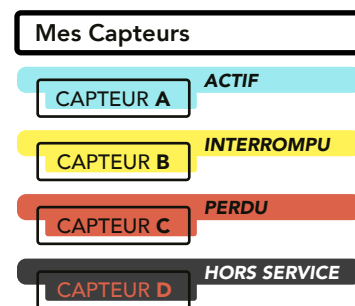 Mes Capteurs
ACTIF
CAPTEUR A
INTERROMPU
CAPTEUR B
PERDU
CAPTEUR C
HORS SERVICE
CAPTEUR D